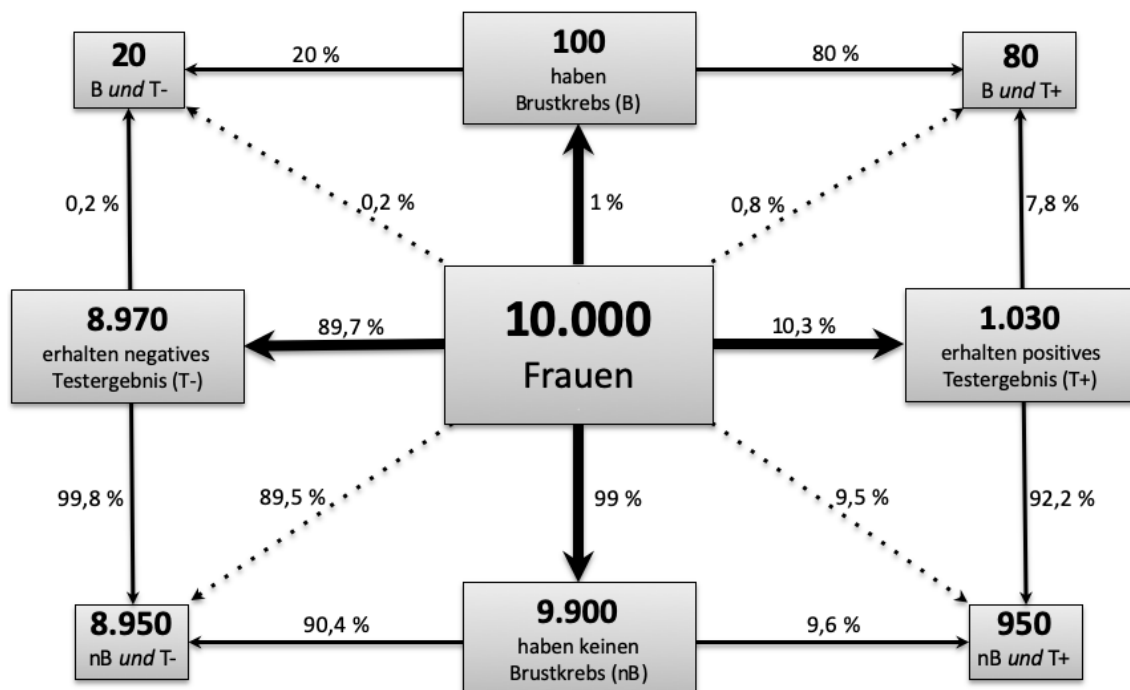 20
B und T-
20 %
100
haben
Brustkrebs (B)
80 %
80
B und T+
0,2 %
0,2 %
1 %
0,8 %
7,8 %
8.970
erhalten negatives
Testergebnis (T-)
89,7 %
10.000
Frauen
10,3 %
1.030
erhalten positives
Testergebnis (T+)
99,8 %
89,5 %
99 %
9,5 %
92,2 %
8.950
nB und T-
90,4 %
9.900
haben keinen
Brustkrebs (nB)
9,6 %
950
nB und T+